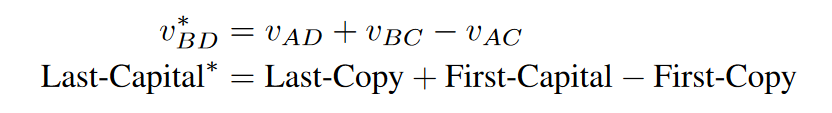 v*_BD = v_AD + v_BC − v_AC
Last-Capital* = Last-Copy + First-Capital − First-Copy